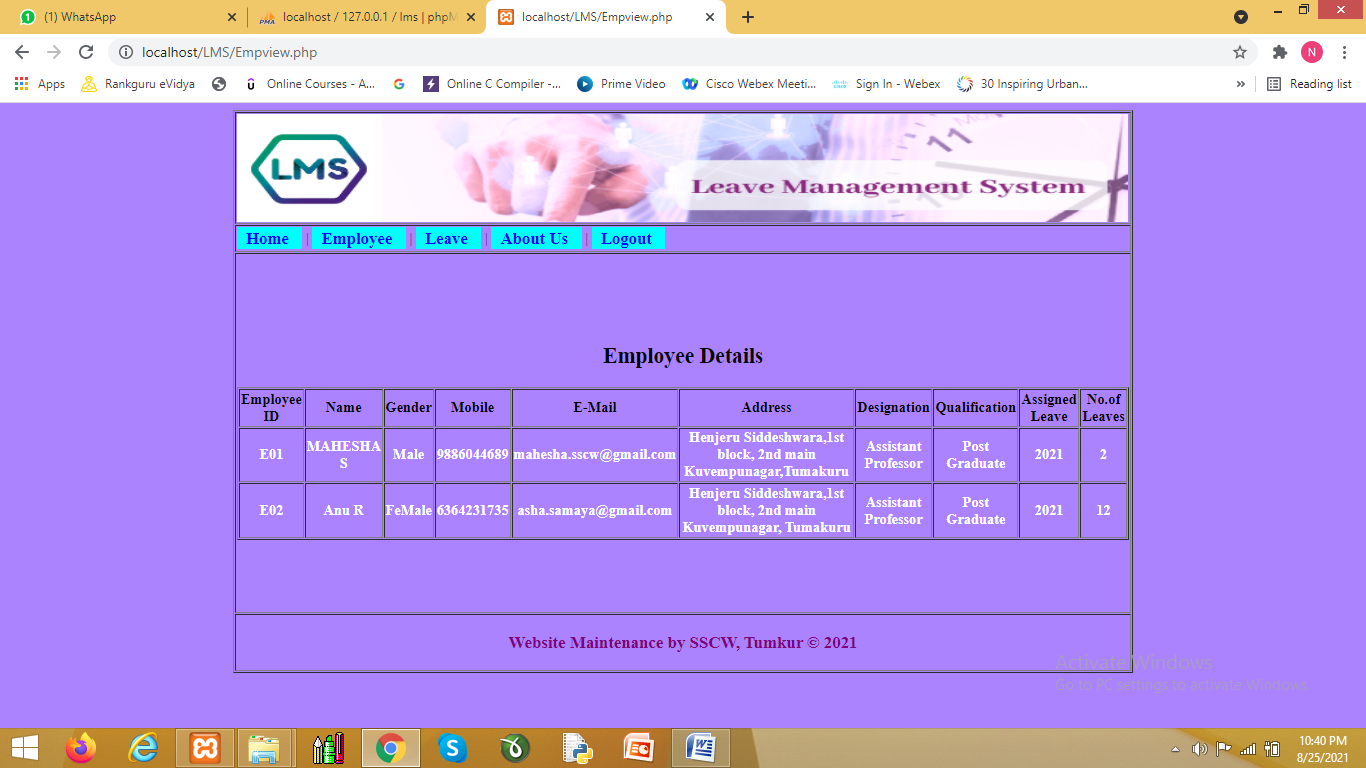 (1) WhatsApp
localhost / 127.0.0.1 / lms | phpM
localhost/LMS/Empview.php
localhost/LMS/Empview.php
N
Apps
Rankguru eVidya
Online Courses - A...
Online C Compiler -...
Prime Video
Cisco Webex Meeti...
Sign In - Webex
30 Inspiring Urban...
»
Reading list
LMS
11
Leave Management System
Home | Employee | Leave | About Us | Logout
Employee Details
Employee ID Name Gender Mobile E-Mail Address Designation Qualification Assigned Leave No.of Leaves
E01 MAHESHA S Male 9886044689 mahesha.sscw@gmail.com Henjeru Siddeshwara,1st block, 2nd main Kuvempunagar,Tumakuru Assistant Professor Post Graduate 2021 2
E02 Anu R FeMale 6364231735 asha.samaya@gmail.com Henjeru Siddeshwara,1st block, 2nd main Kuvempunagar, Tumakuru Assistant Professor Post Graduate 2021 12
Website Maintenance by SSCW, Tumkur © 2021
Activate Windows
Go to PC settings to activate Windows.
10:40 PM
8/25/2021